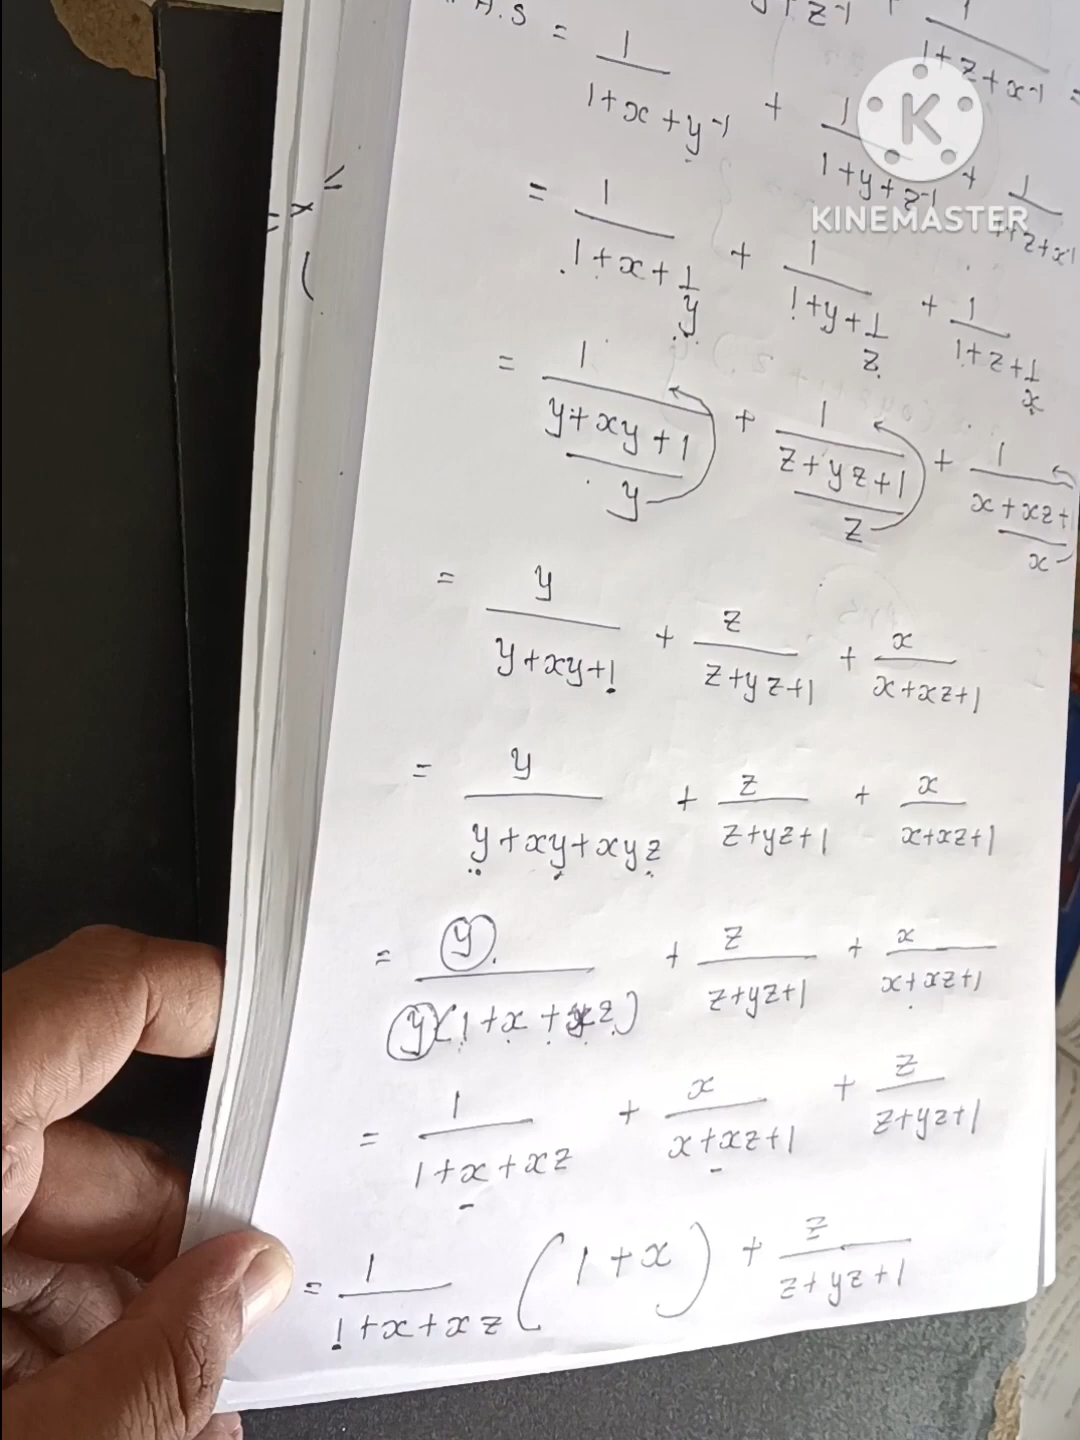 z^-1 + 1/(1+z+x^-1) =
H.S = 1/(1+x+y^-1) + 1/(1+y+z^-1) + 1/(1+z+x^-1)
K
KINEMASTER
= 1/(1+x+1/y) + 1/(1+y+1/z) + 1/(1+z+1/x)
= 1/((y+xy+1)/y) + 1/((z+yz+1)/z) + 1/((x+xz+)/x)
= y/(y+xy+1) + z/(z+yz+1) + x/(x+xz+1)
= y/(y+xy+xyz) + z/(z+yz+1) + x/(x+xz+1)
= y/(y(1+x+xz)) + z/(z+yz+1) + x/(x+xz+1)
= 1/(1+x+xz) + x/(x+xz+1) + z/(z+yz+1)
= 1/(1+x+xz) (1+x) + z/(z+yz+1)